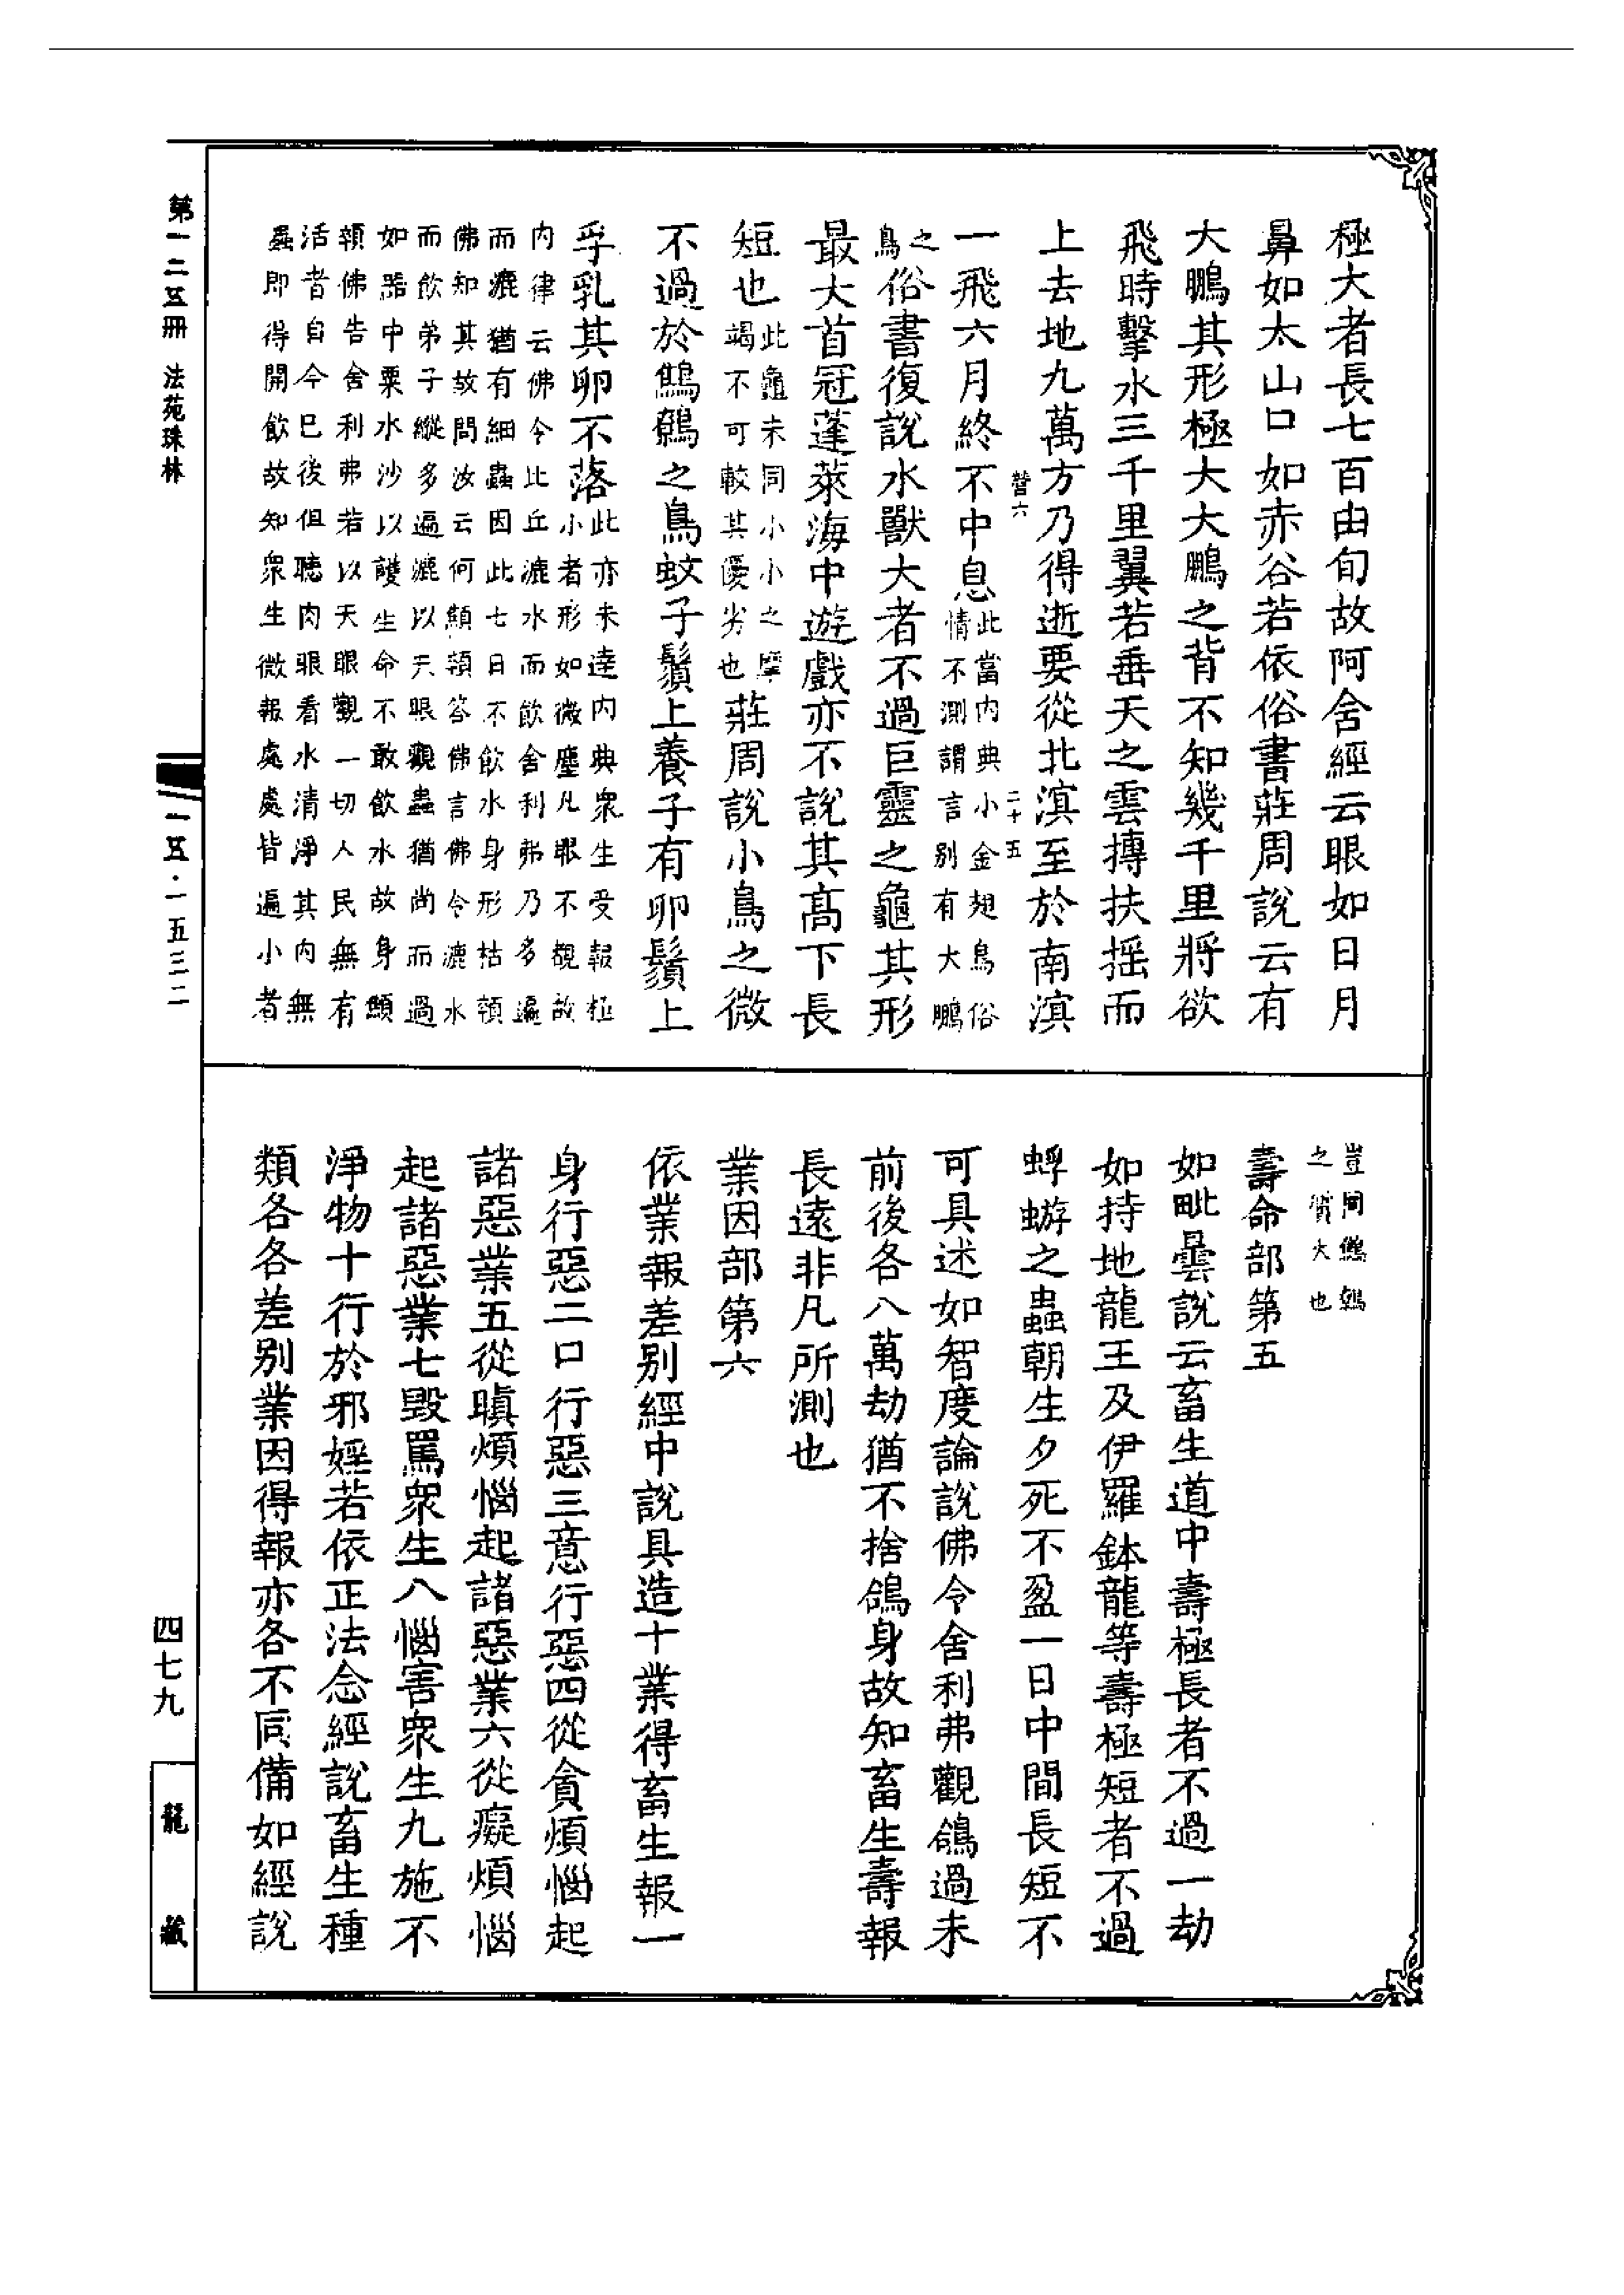 極大者長七百由旬故阿舍經云眼如日月
鼻如太山口如赤谷若依俗書莊周說云有
大鵬其形極大大鵬之背不知幾千里將欲
飛時擊水三千里翼若垂天之雲摶扶摇而
上去地九萬方乃得逝要從北溟至於南溟
一飛六月終不中息此當內典小金翅鳥俗
情不測謂言别有大鵬
之鳥俗書復說水獸大者不過巨靈之龜其形
最大首冠蓬萊海中遊戲亦不說其高下長
短也此龜未同小小之摩
竭不可較其優劣也莊周說小鳥之微
不過於鷦鷯之鳥蚊子鬚上養子有卵鬚上
孚乳其卵不落此亦未達內典衆生受報極
小者形如微塵凡眼不覩故
內律云佛令比丘漉水而飲舍利弗乃多遍
而漉猶有細蟲因此七日不飲水身形枯顇
佛知其故問汝云何顦顇答佛言佛令漉水
而飲弟子縱多遍漉以天眼觀蟲猶尚而過
如器中粟水沙以護生命不敢飲水故身顦
顇佛告舍利弗若以天眼觀一切人民無有
活者自今已後但聽肉眼看水清淨其內無
蟲即得開飲故知衆生微報處處皆遍小者
豈同鷦鷯
之質大也
壽命部第五
如毗曇說云畜生道中壽極長者不過一劫
如持地龍王及伊羅鉢龍等壽極短者不過
蜉蝣之蟲朝生夕死不盈一日中間長短不
可具述如智度論說佛令舍利弗觀鴿過未
前後各八萬劫猶不捨鴿身故知畜生壽報
長遠非凡所測也
業因部第六
依業報差别經中說具造十業得畜生報一
身行惡二口行惡三意行惡四從貪煩惱起
諸惡業五從瞋煩惱起諸惡業六從癡煩惱
起諸惡業七毀罵衆生八惱害衆生九施不
淨物十行於邪婬若依正法念經說畜生種
類各各差别業因得報亦各不同備如經說
第一二五冊 法苑珠林
一五·一五三二
四七九
龍藏
二十五